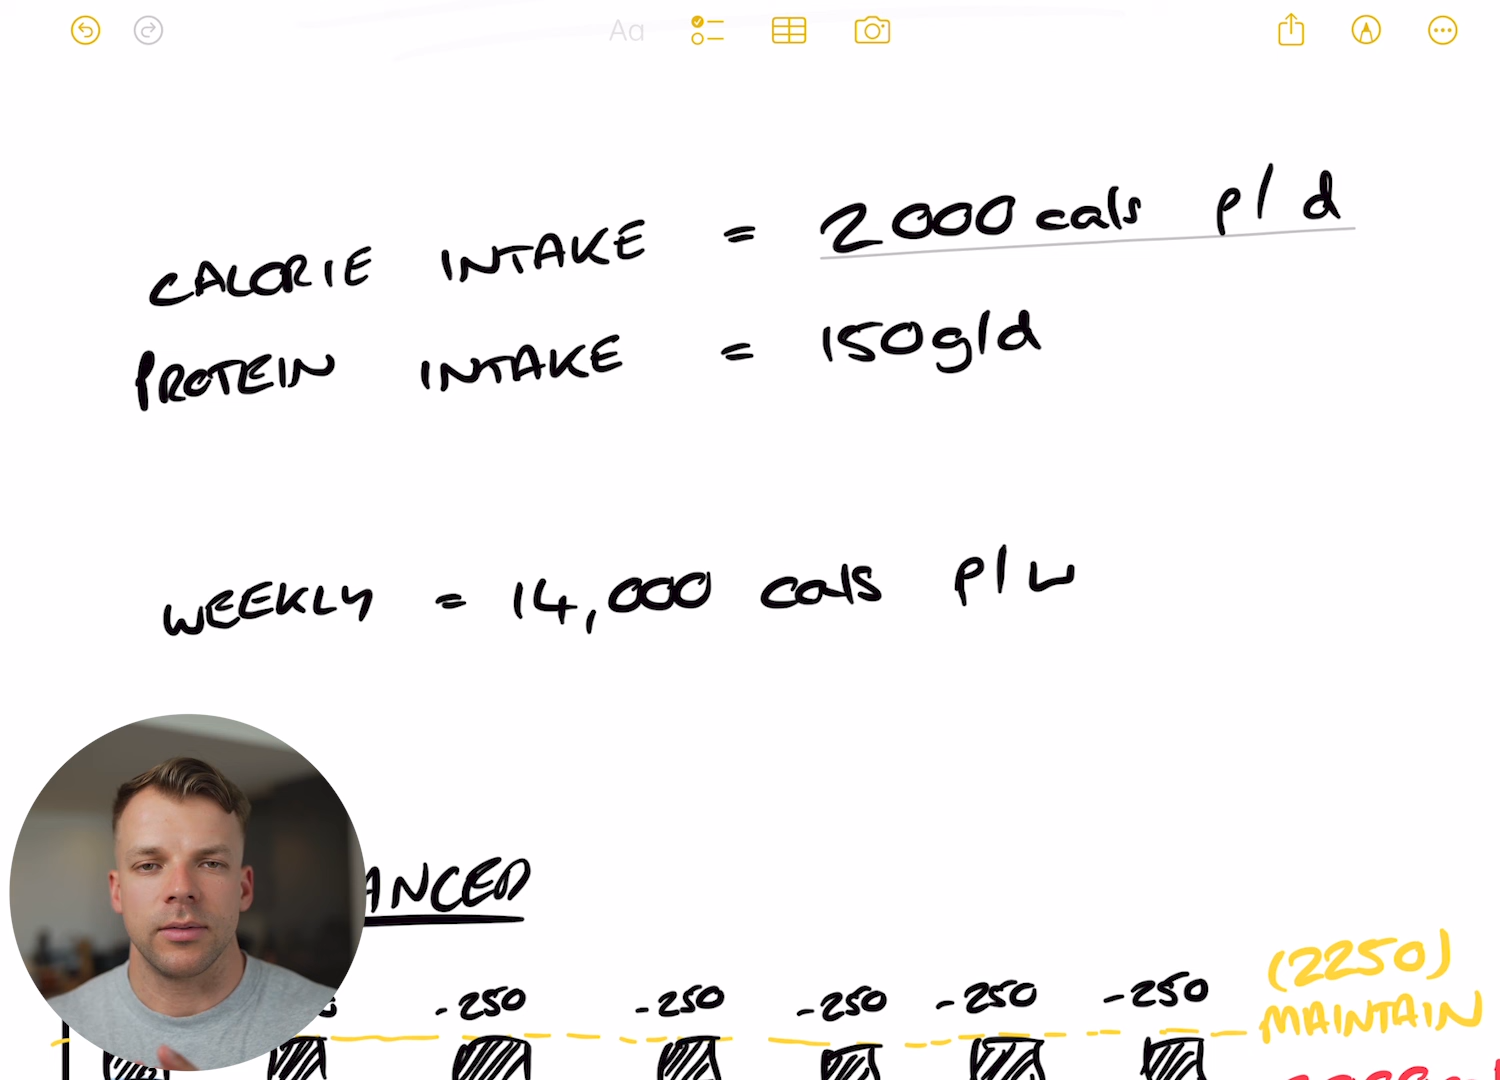 Aa
CALORIE INTAKE = 2000 cals p/d
PROTEIN INTAKE = 150g/d
WEEKLY = 14,000 cals p/w
-250 -250 -250 -250 -250
(2250)
MAINTAIN